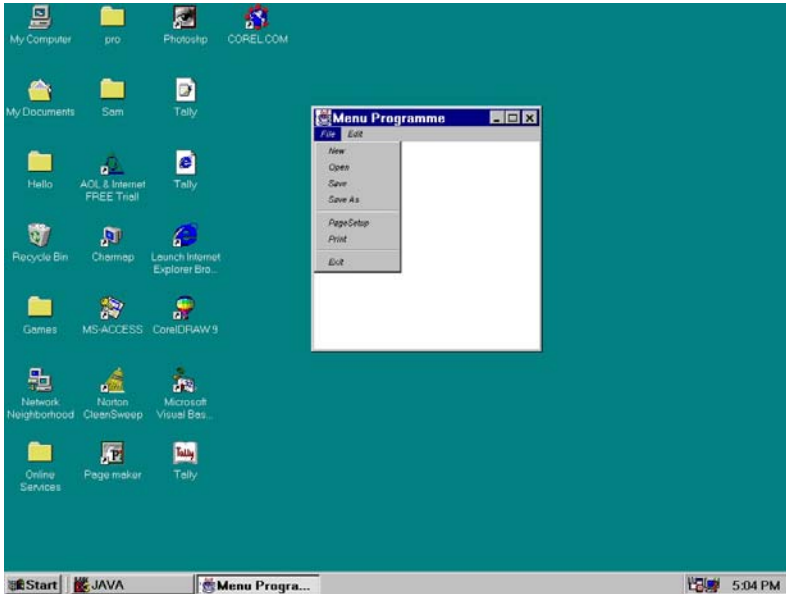 My Computer
pro
Photoshp
COREL.COM
My Documents
Sam
Tally
Hello
AOL & Internet
FREE Triall
Tally
Recycle Bin
Charmap
Launch Internet
Explorer Bro...
Games
MS-ACCESS
CorelDRAW 9
Network
Neighborhood
Norton
CleanSweep
Microsoft
Visual Bas...
Online
Services
Page maker
Tally
Tally
Menu Programme
File Edit
New
Open
Save
Save As
PageSetup
Print
Exit
Start
JAVA
Menu Progra...
5:04 PM